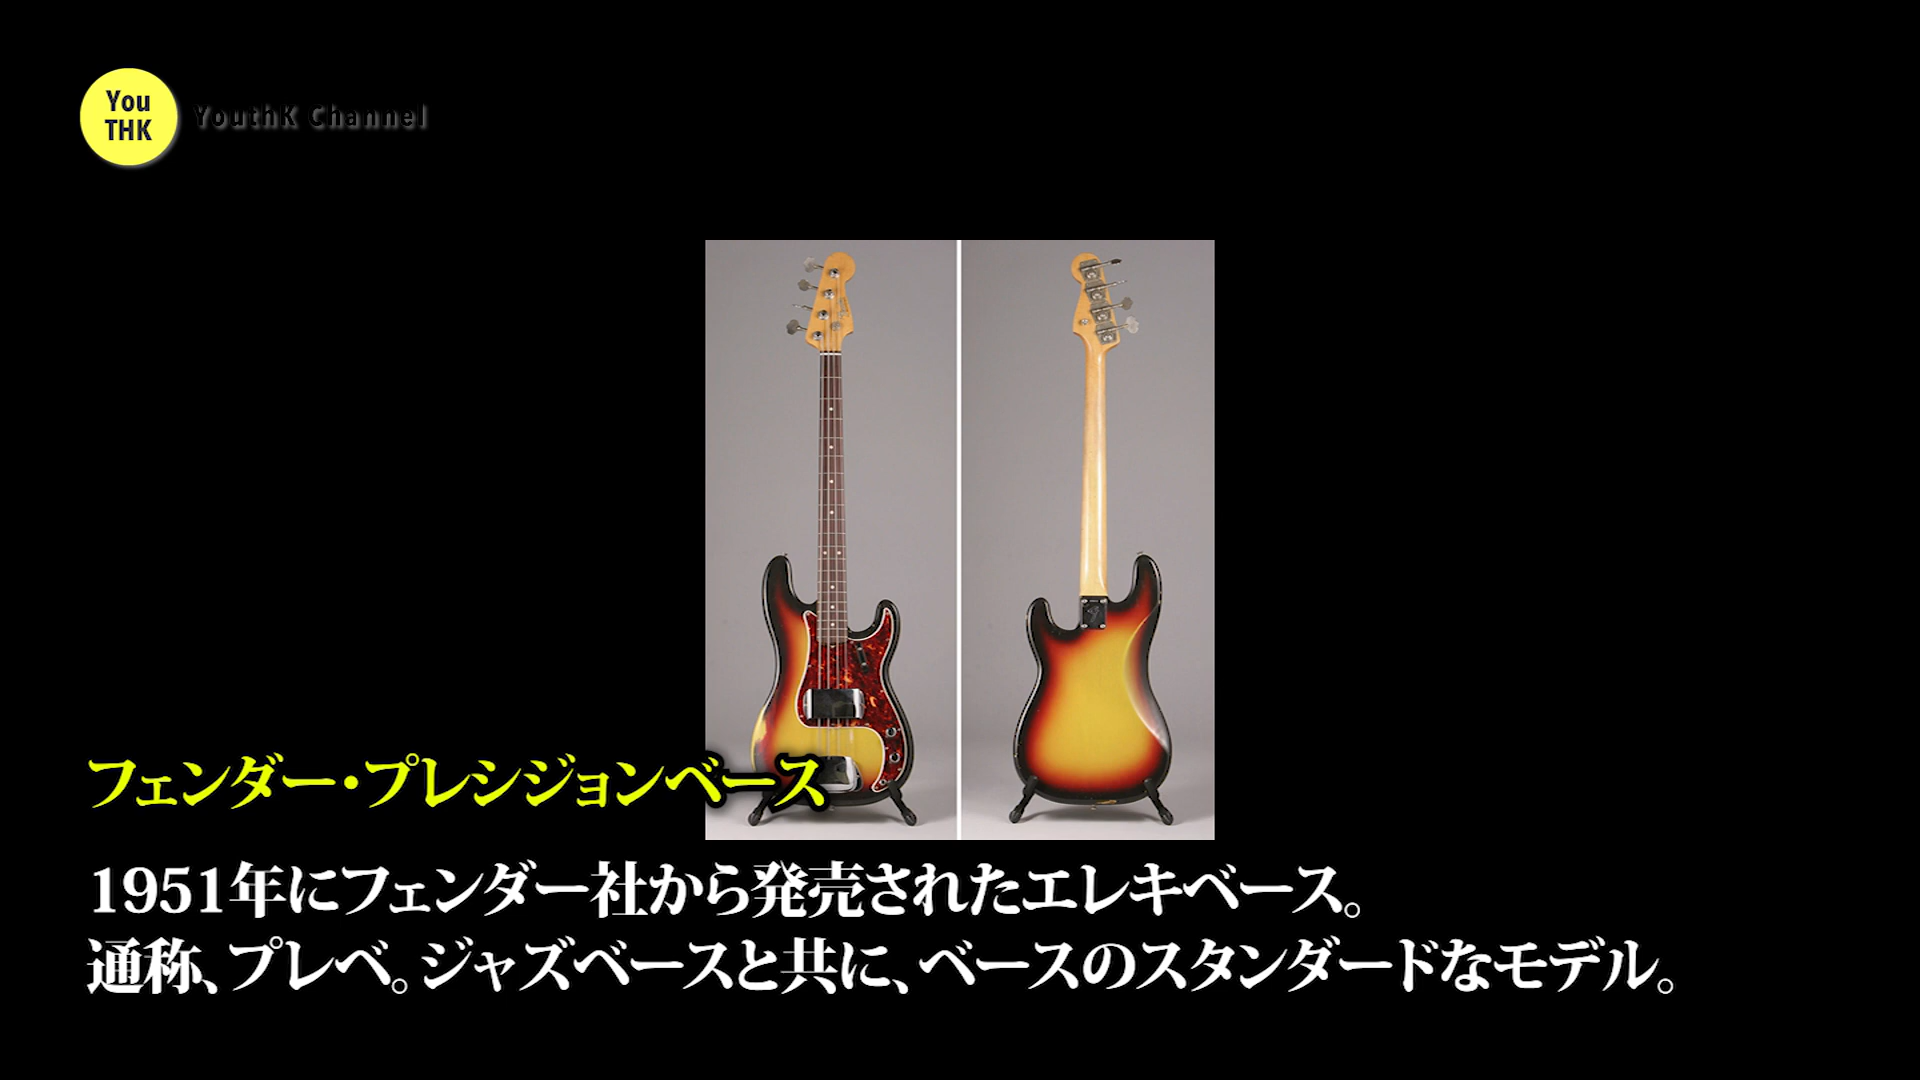 You
THK
YouthK Channel
フェンダー・プレシジョンベース
1951年にフェンダー社から発売されたエレキベース。
通称、プレベ。ジャズベースと共に、ベースのスタンダードなモデル。